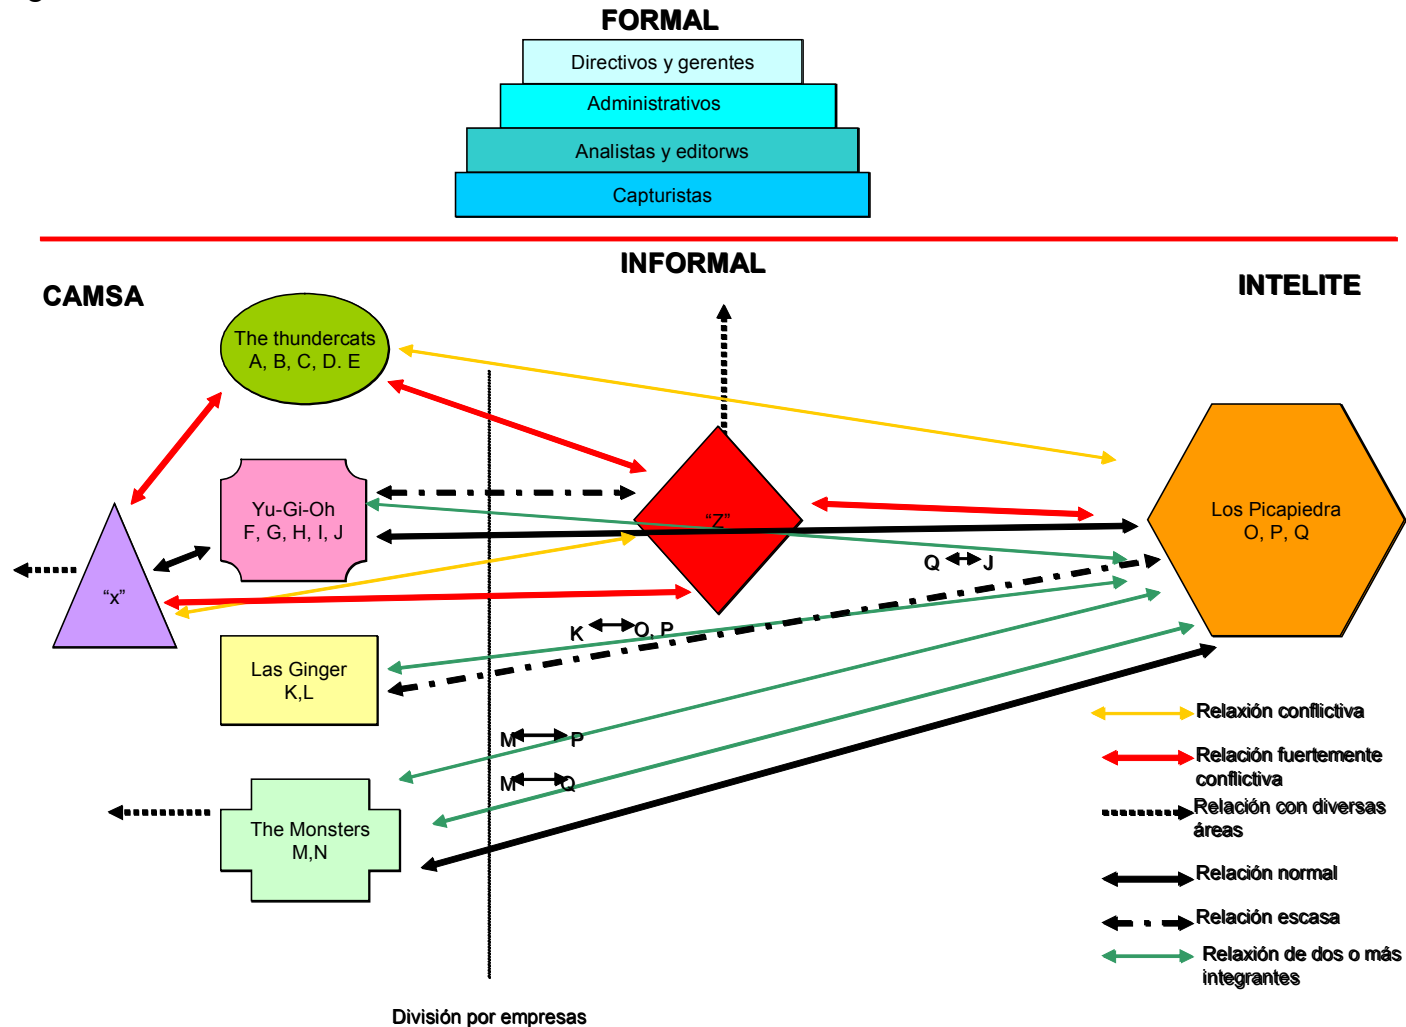 FORMAL
Directivos y gerentes
Administrativos
Analistas y editorws
Capturistas
INFORMAL
CAMSA
INTELITE
The thundercats
A, B, C, D. E
Yu-Gi-Oh
F, G, H, I, J
“Z”
Los Picapiedra
O, P, Q
Q J
“x”
K O, P
Las Ginger
K,L
M P
M Q
The Monsters
M,N
Relaxión conflictiva
Relación fuertemente
conflictiva
Relación con diversas
áreas
Relación normal
Relación escasa
Relaxión de dos o más
integrantes
División por empresas